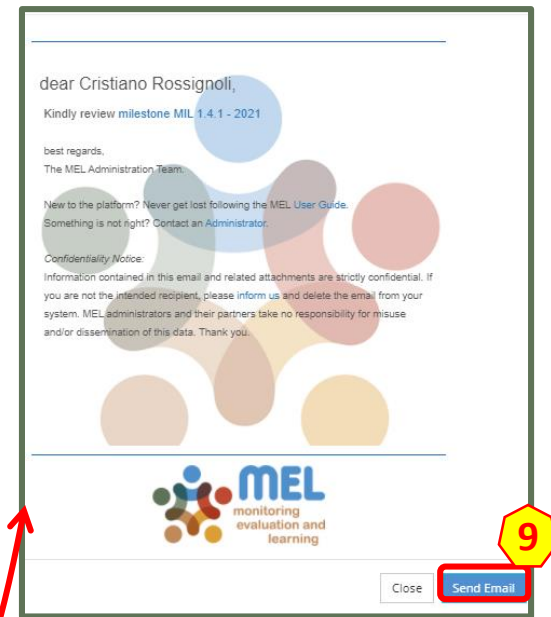 dear Cristiano Rossignoli,
Kindly review milestone MIL 1.4.1 - 2021
best regards,
The MEL Administration Team.
New to the platform? Never get lost following the MEL User Guide.
Something is not right? Contact an Administrator.
Confidentiality Notice:
Information contained in this email and related attachments are strictly confidential. If
you are not the intended recipient, please inform us and delete the email from your
system. MEL administrators and their partners take no responsibility for misuse
and/or dissemination of this data. Thank you.
MEL
monitoring
evaluation and
learning
9
Close
Send Email